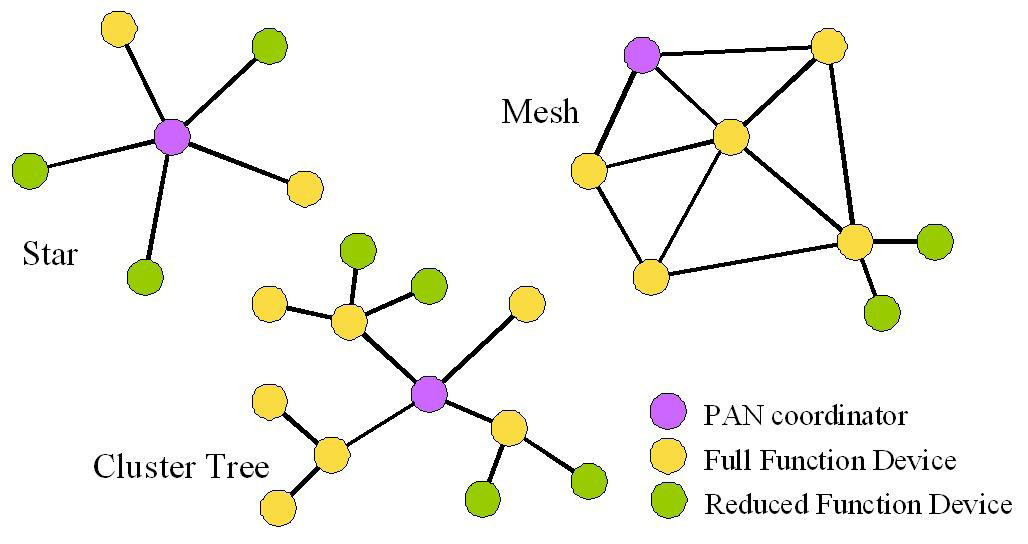 Mesh
Star
Cluster Tree
PAN coordinator
Full Function Device
Reduced Function Device